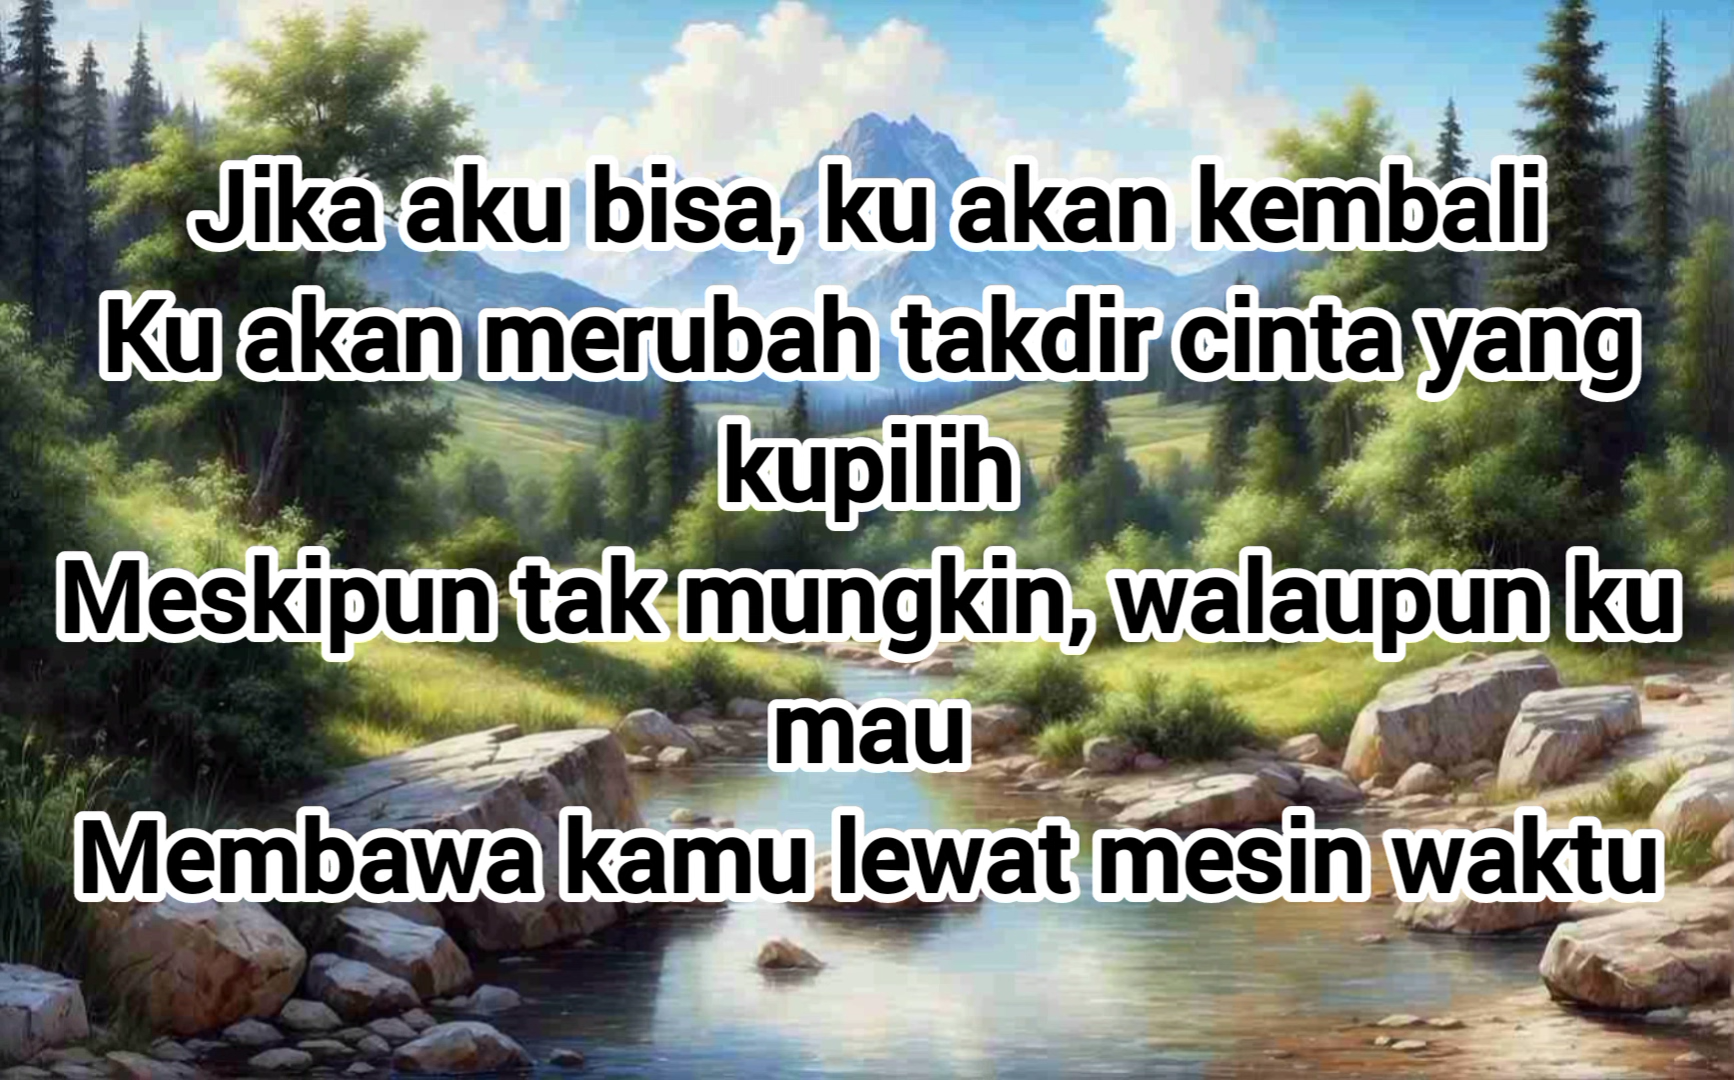 Jika aku bisa, ku akan kembali
Ku akan merubah takdir cinta yang
kupilih
Meskipun tak mungkin, walaupun ku
mau
Membawa kamu lewat mesin waktu